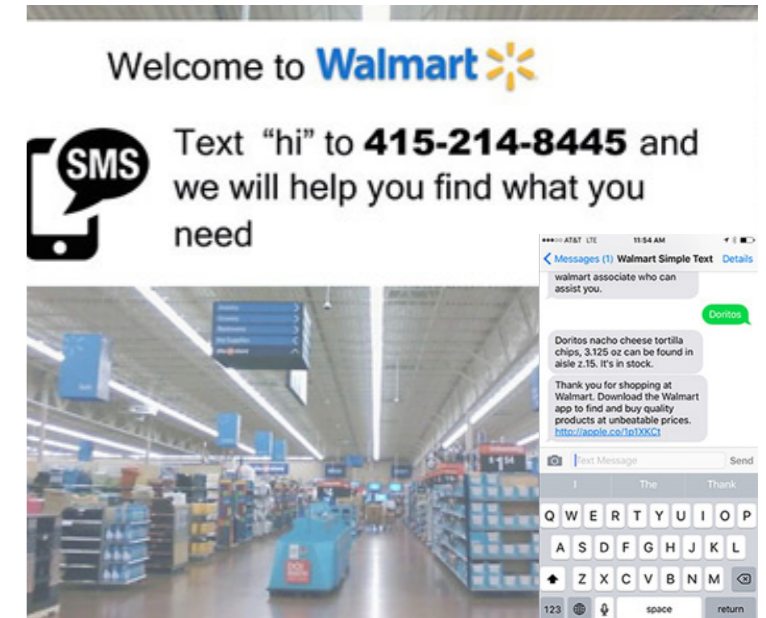 Welcome to Walmart
SMS
Text "hi" to 415-214-8445 and
we will help you find what you
need
AT&T LTE 11:54 AM
Messages (1) Walmart Simple Text Details
walmart associate who can
assist you.
Doritos
Doritos nacho cheese tortilla
chips, 3.125 oz can be found in
aisle z.15. It's in stock.
Thank you for shopping at
Walmart. Download the Walmart
app to find and buy quality
products at unbeatable prices.
http://apple.co/1p1XKCt
Text Message Send
I The Thank
Q W E R T Y U I O P
A S D F G H J K L
Z X C V B N M
123 space return